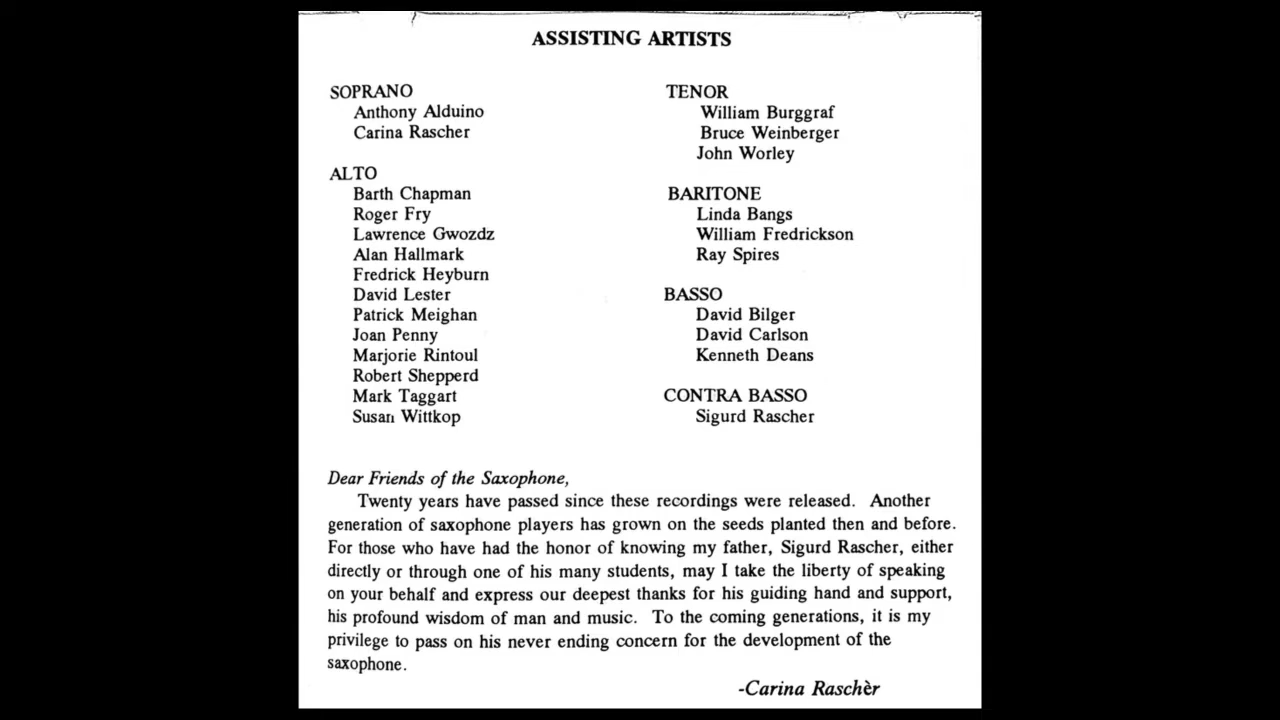 ASSISTING ARTISTS
SOPRANO
Anthony Alduino
Carina Rascher
ALTO
Barth Chapman
Roger Fry
Lawrence Gwozdz
Alan Hallmark
Fredrick Heyburn
David Lester
Patrick Meighan
Joan Penny
Marjorie Rintoul
Robert Shepperd
Mark Taggart
Susan Wittkop
TENOR
William Burggraf
Bruce Weinberger
John Worley
BARITONE
Linda Bangs
William Fredrickson
Ray Spires
BASSO
David Bilger
David Carlson
Kenneth Deans
CONTRA BASSO
Sigurd Rascher
Dear Friends of the Saxophone,
Twenty years have passed since these recordings were released. Another
generation of saxophone players has grown on the seeds planted then and before.
For those who have had the honor of knowing my father, Sigurd Rascher, either
directly or through one of his many students, may I take the liberty of speaking
on your behalf and express our deepest thanks for his guiding hand and support,
his profound wisdom of man and music. To the coming generations, it is my
privilege to pass on his never ending concern for the development of the
saxophone.
-Carina Raschèr